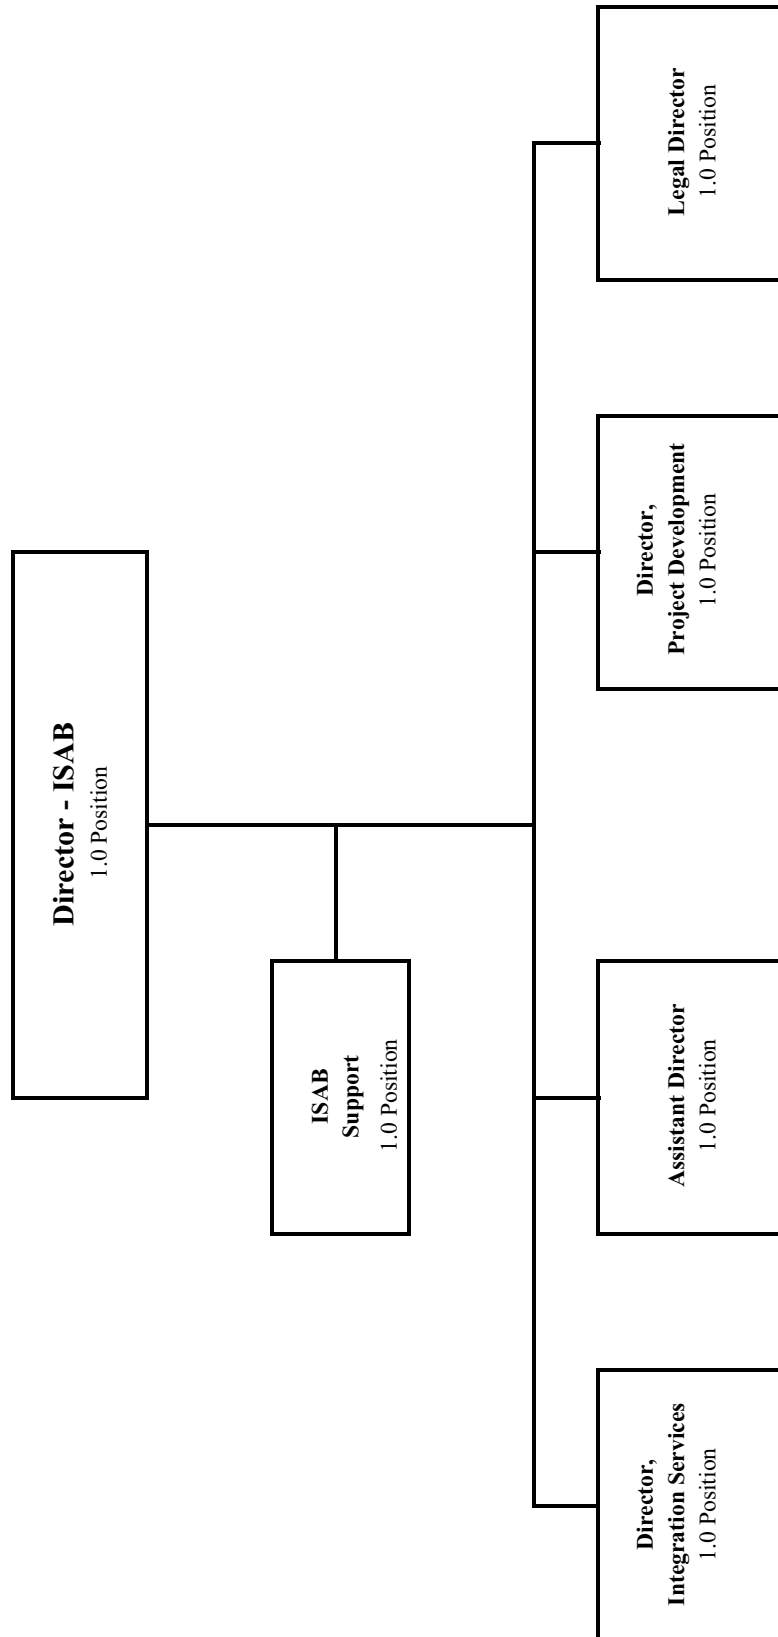 Director - ISAB
1.0 Position
ISAB
Support
1.0 Position
Director,
Integration Services
1.0 Position
Assistant Director
1.0 Position
Director,
Project Development
1.0 Position
Legal Director
1.0 Position